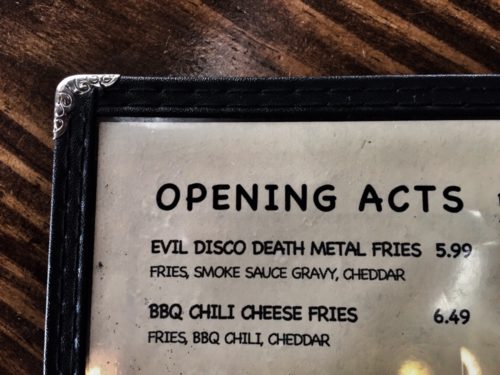 OPENING ACTS
EVIL DISCO DEATH METAL FRIES 5.99
FRIES, SMOKE SAUCE GRAVY, CHEDDAR
BBQ CHILI CHEESE FRIES 6.49
FRIES, BBQ CHILI, CHEDDAR